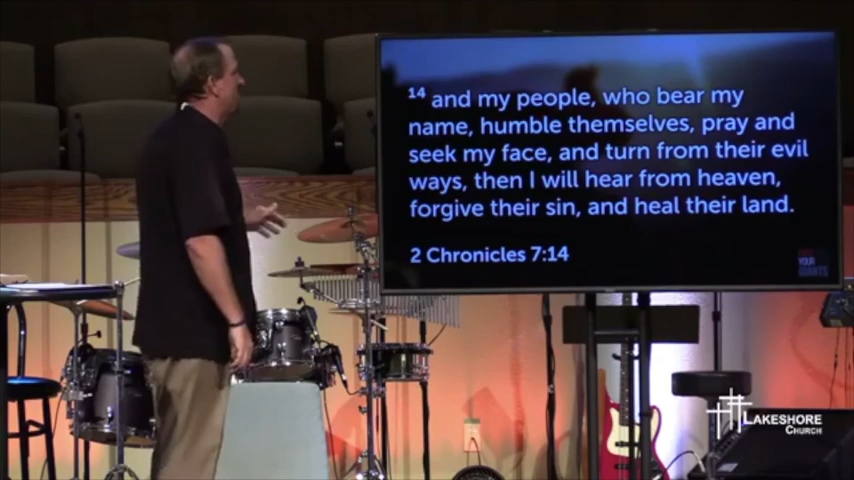 14 and my people, who bear my
name, humble themselves, pray and
seek my face, and turn from their evil
ways, then I will hear from heaven,
forgive their sin, and heal their land.
2 Chronicles 7:14
YOUR
GIANTS
LAKESHORE
CHURCH